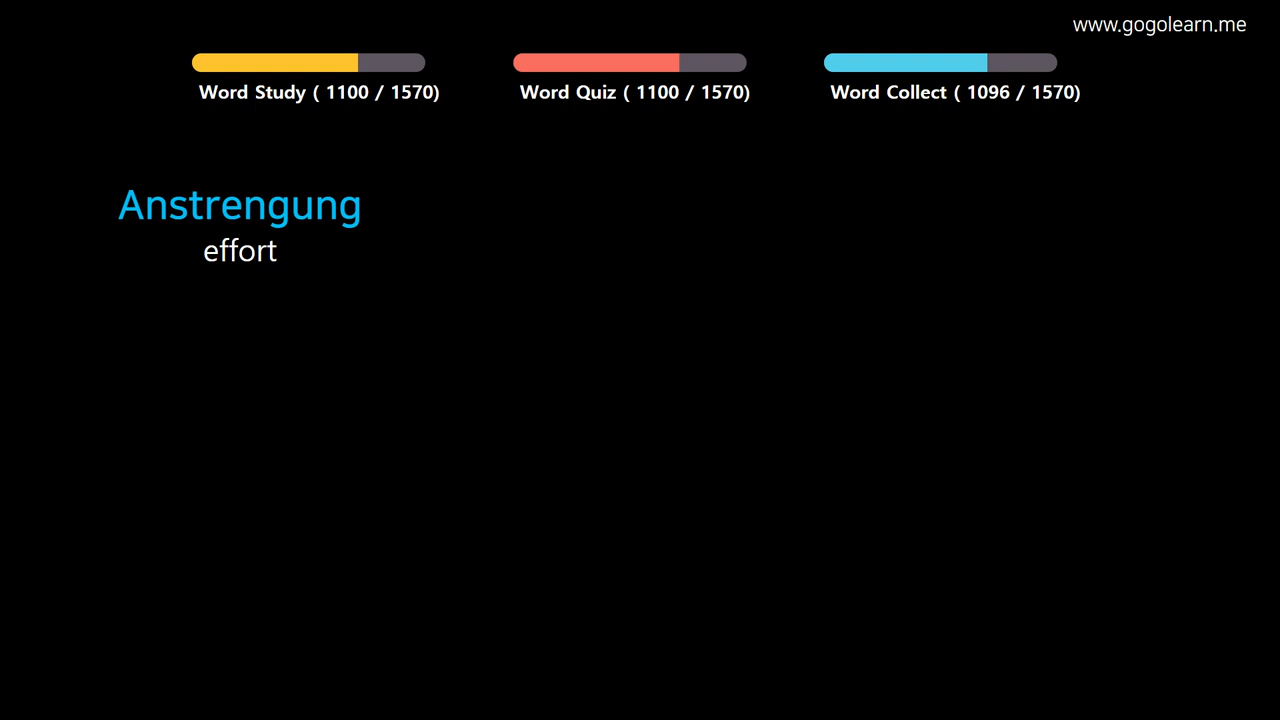 www.gogolearn.me
Word Study ( 1100 / 1570)
Word Quiz ( 1100 / 1570)
Word Collect ( 1096 / 1570)
Anstrengung
effort